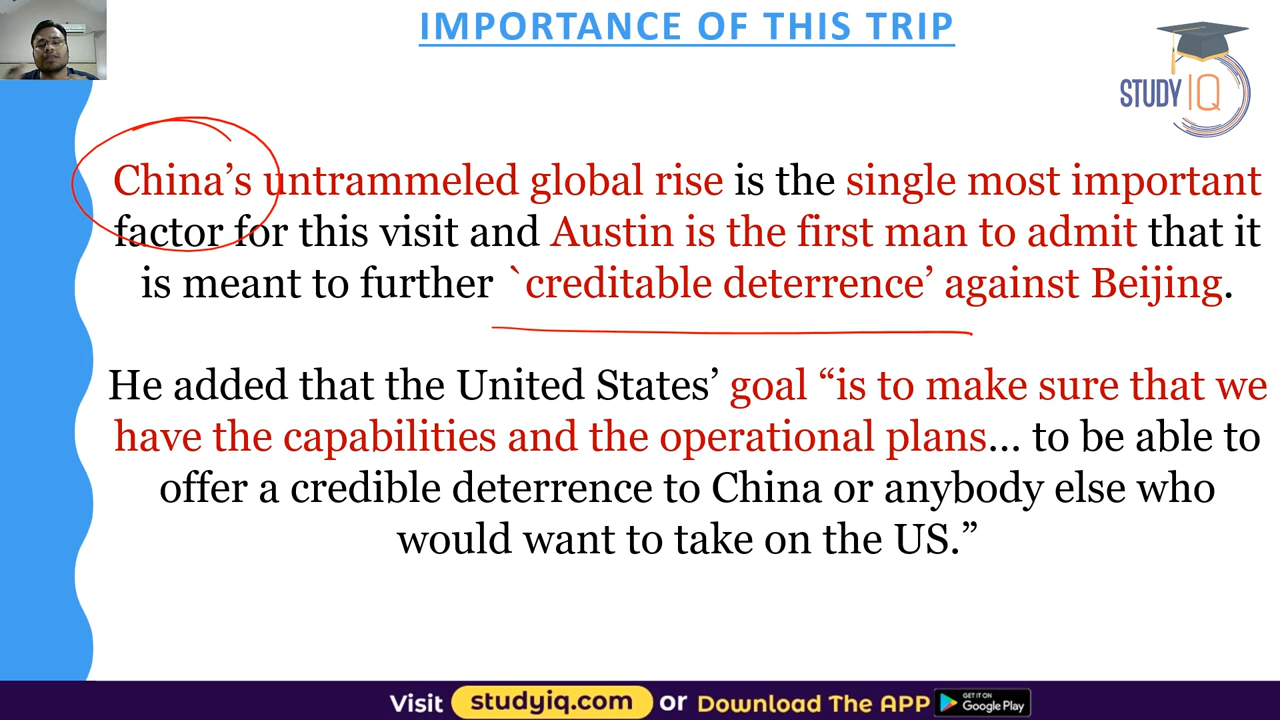 IMPORTANCE OF THIS TRIP
STUDY IQ
China’s untrammeled global rise is the single most important
factor for this visit and Austin is the first man to admit that it
is meant to further `creditable deterrence’ against Beijing.
He added that the United States’ goal “is to make sure that we
have the capabilities and the operational plans... to be able to
offer a credible deterrence to China or anybody else who
would want to take on the US.”
Visit studyiq.com or Download The APP GET IT ON Google Play